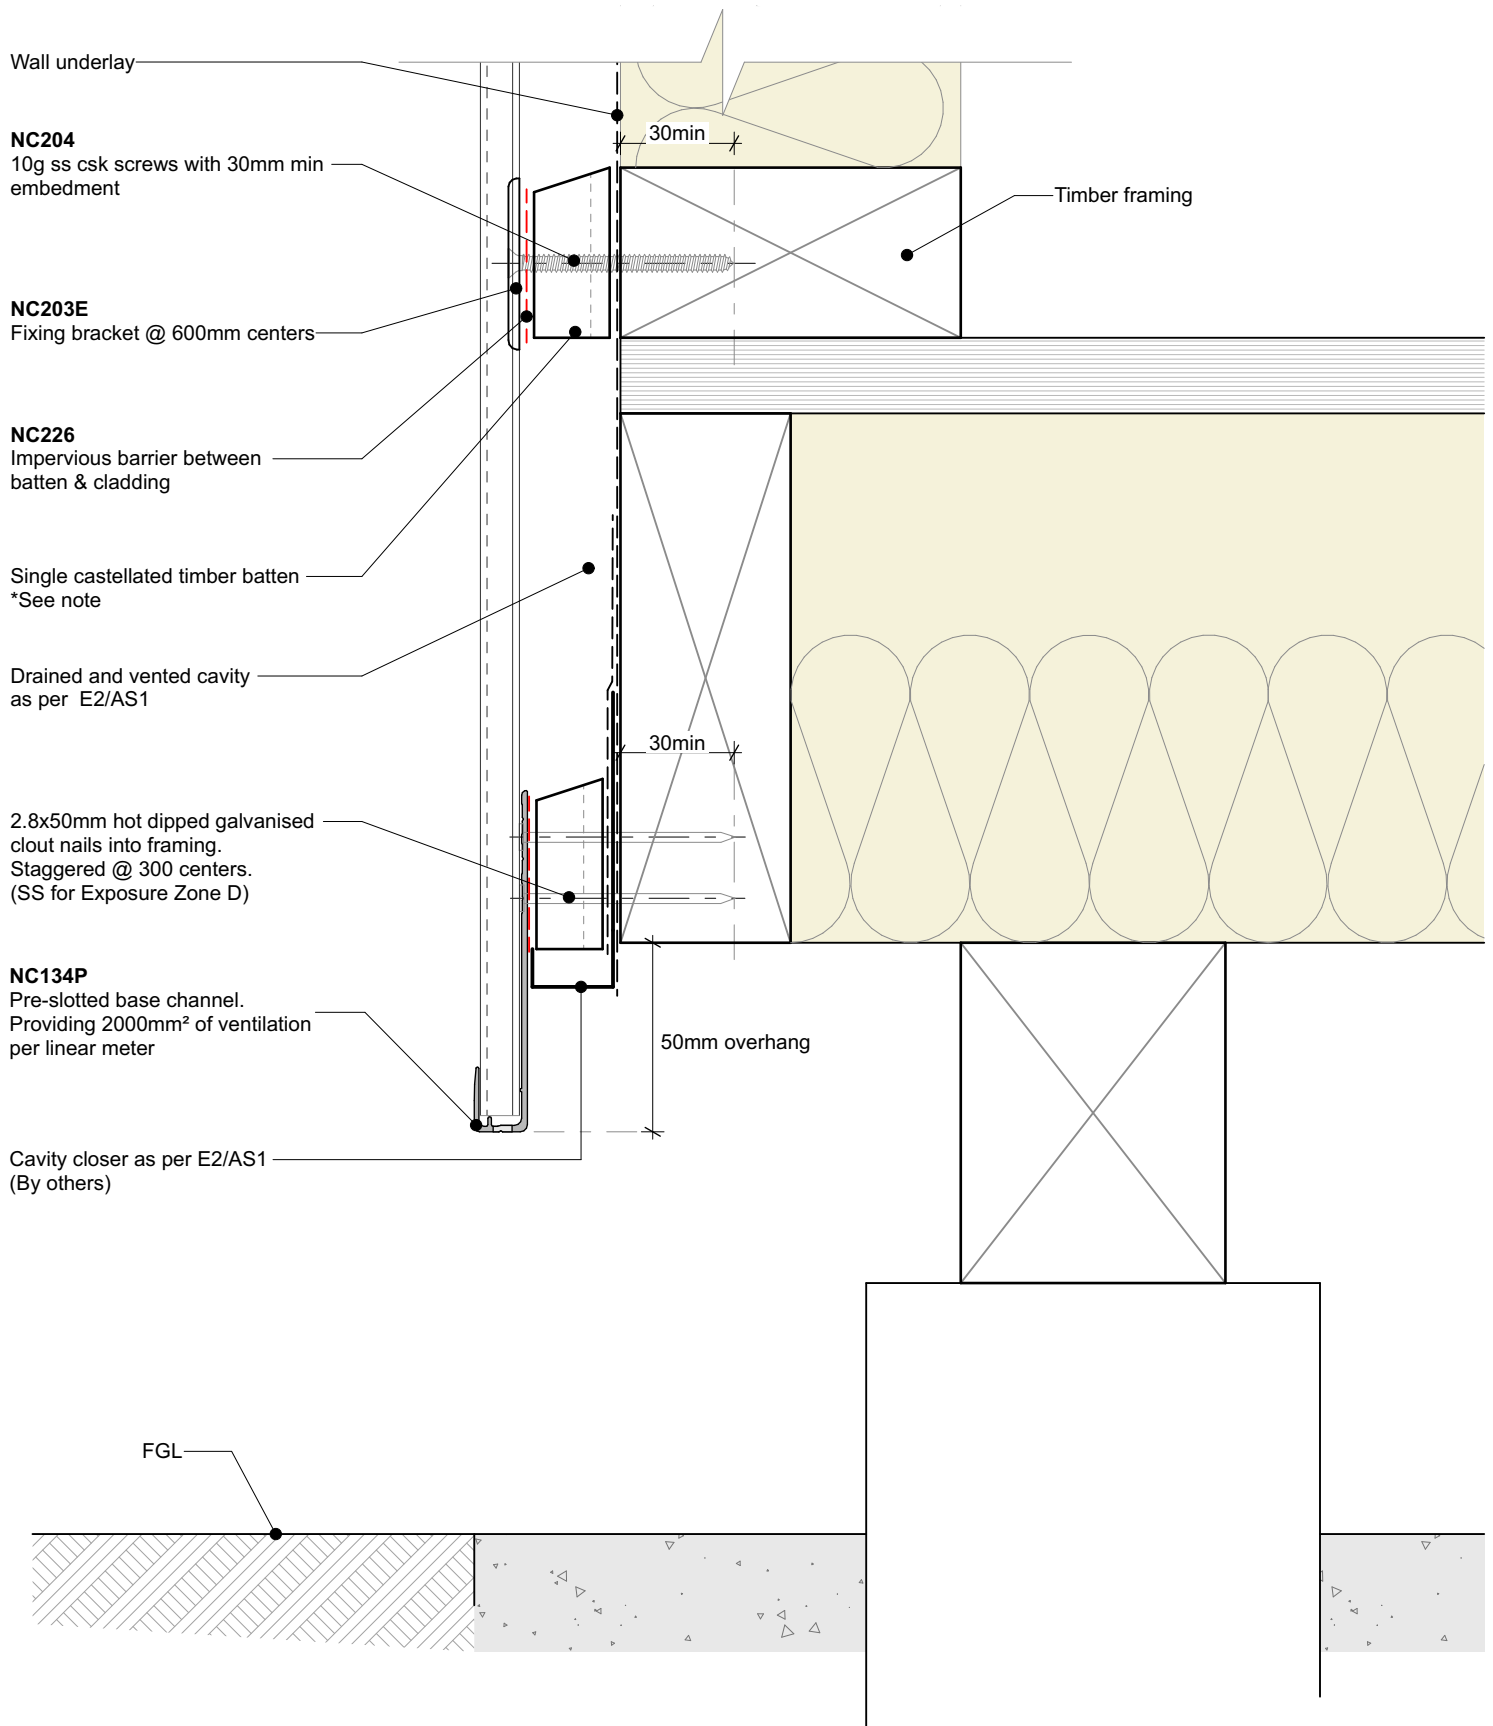 Wall underlay
NC204
10g ss csk screws with 30mm min
embedment
30min
Timber framing
NC203E
Fixing bracket @ 600mm centers
NC226
Impervious barrier between
batten & cladding
Single castellated timber batten
*See note
Drained and vented cavity
as per E2/AS1
30min
2.8x50mm hot dipped galvanised
clout nails into framing.
Staggered @ 300 centers.
(SS for Exposure Zone D)
NC134P
Pre-slotted base channel.
Providing 2000mm² of ventilation
per linear meter
50mm overhang
Cavity closer as per E2/AS1
(By others)
FGL